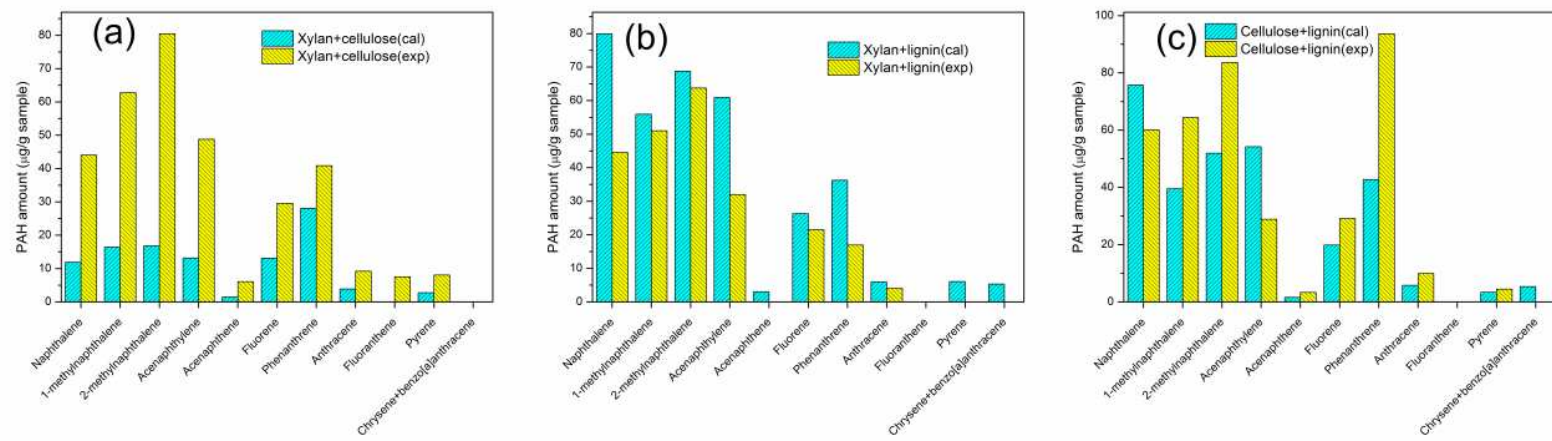 (a)
Xylan+cellulose(cal)
Xylan+cellulose(exp)
PAH amount (μg/g sample)
80
70
60
50
40
30
20
10
0
Naphthalene
1-methylnaphthalene
2-methylnaphthalene
Acenaphthylene
Acenaphthene
Fluorene
Phenanthrene
Anthracene
Fluoranthene
Pyrene
Chrysene+benzo[a]anthracene
(b)
Xylan+lignin(cal)
Xylan+lignin(exp)
PAH amount (μg/g sample)
80
70
60
50
40
30
20
10
0
Naphthalene
1-methylnaphthalene
2-methylnaphthalene
Acenaphthylene
Acenaphthene
Fluorene
Phenanthrene
Anthracene
Fluoranthene
Pyrene
Chrysene+benzo[a]anthracene
(c)
Cellulose+lignin(cal)
Cellulose+lignin(exp)
PAH amount (μg/g sample)
100
80
60
40
20
0
Naphthalene
1-methylnaphthalene
2-methylnaphthalene
Acenaphthylene
Acenaphthene
Fluorene
Phenanthrene
Anthracene
Fluoranthene
Pyrene
Chrysene+benzo[a]anthracene